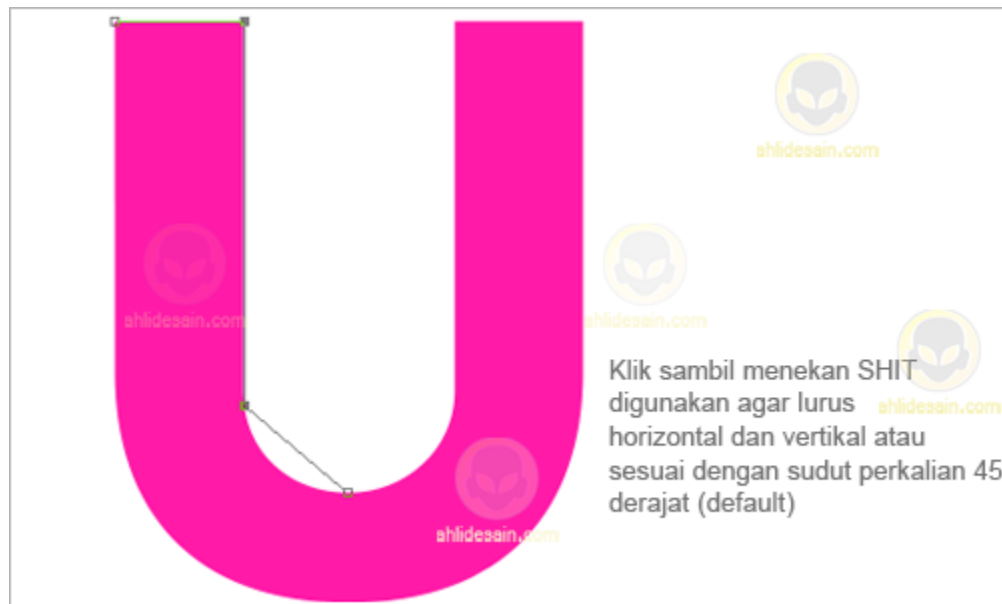 ahlidesain.com
ahlidesain.com
ahlidesain.com
Klik sambil menekan SHIT
digunakan agar lurus
ahlidesain.com
horizontal dan vertikal atau
sesuai dengan sudut perkalian 45
derajat (default)
ahlidesain.com